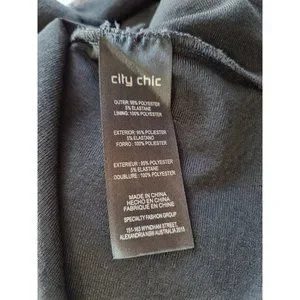 city chic
OUTER: 95% POLYESTER
5% ELASTANE
LINING: 100% POLYESTER
EXTERIOR: 95% POLYESTER
5% ELASTANO
FORRO : 100% POLYESTER
EXTERIEUR: 95% POLYESTER
5% ELASTANE
DOUBLURE: 100% POLYESTER
MADE IN CHINA
HECHO EN CHINA
FABRIQUE EN CHINE
SPECIALTY FASHION GROUP
151-163 WYNDHAM STREET,
ALEXANDRIA NSW AUSTRALIA 2015